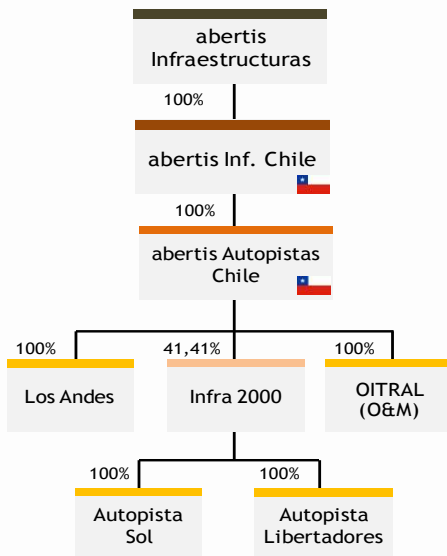 abertis
Infraestructuras
100%
abertis Inf. Chile
100%
abertis Autopistas
Chile
100%
41,41%
100%
Los Andes
Infra 2000
OITRAL
(O&M)
100%
100%
Autopista
Sol
Autopista
Libertadores